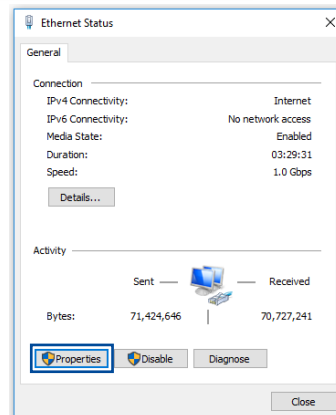 Ethernet Status
General
Connection
IPv4 Connectivity: Internet
IPv6 Connectivity: No network access
Media State: Enabled
Duration: 03:29:31
Speed: 1.0 Gbps
Details...
Activity
Sent Received
Bytes: 71,424,646 70,727,241
Properties Disable Diagnose
Close